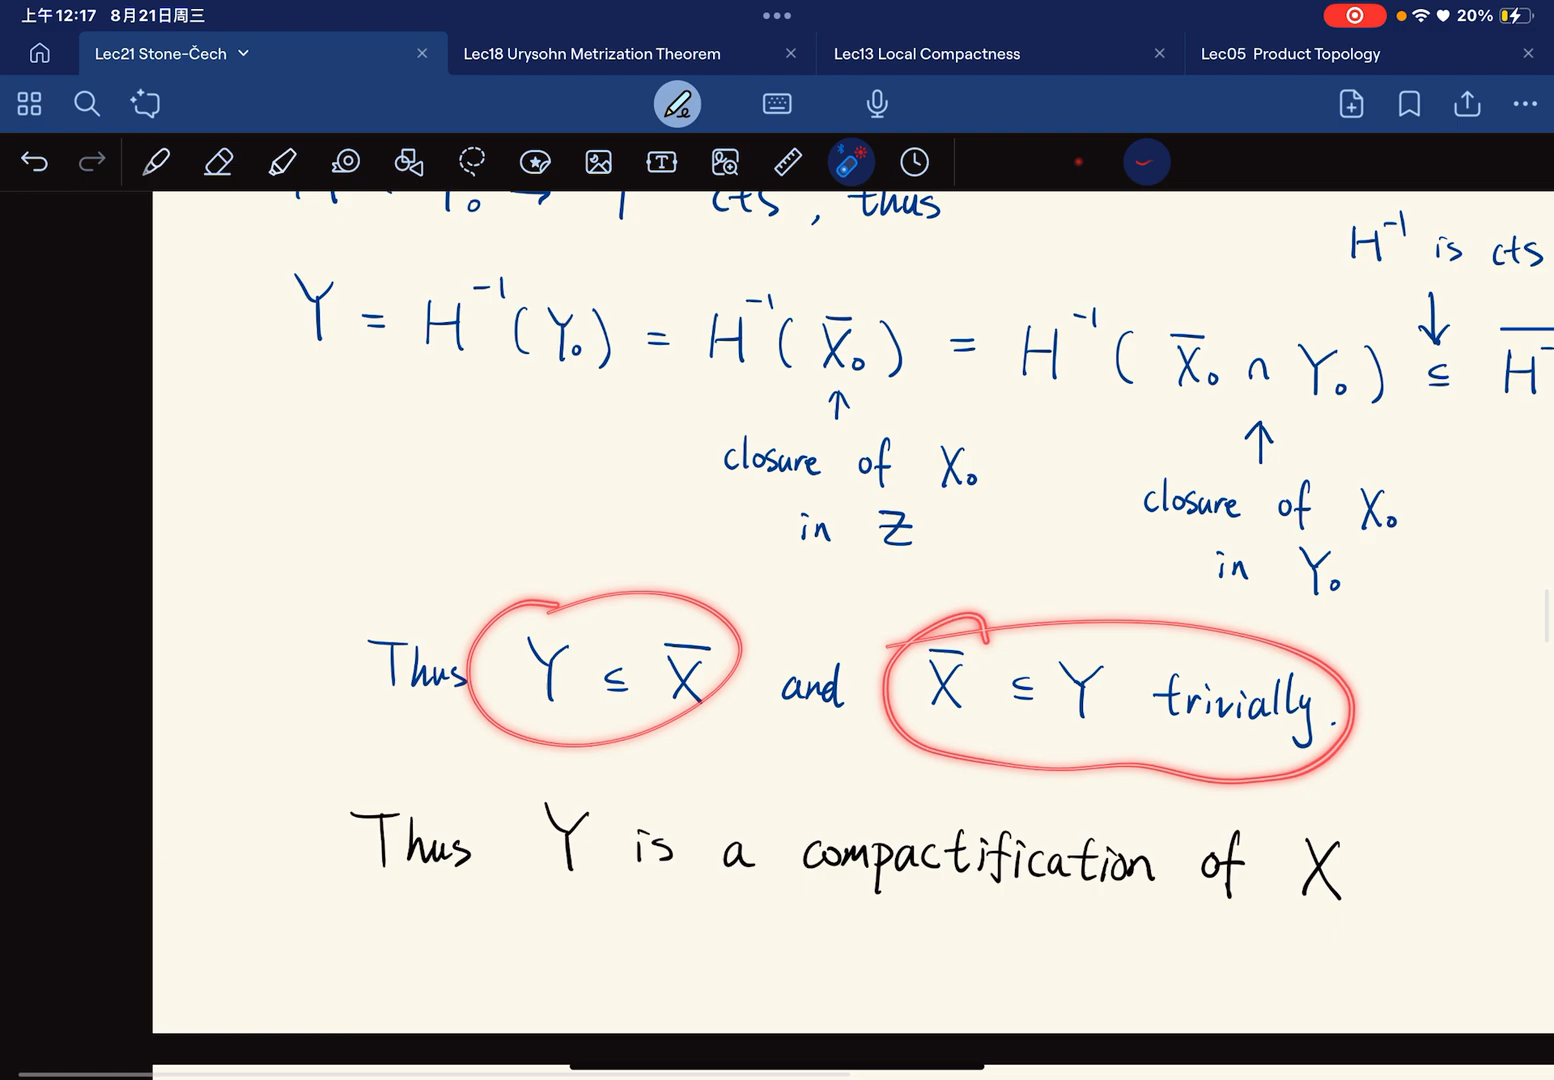 上午12:17 8月21日周三
20%
Lec21 Stone-Čech
Lec18 Urysohn Metrization Theorem
Lec13 Local Compactness
Lec05 Product Topology
Y₀ → Y cts, thus
H⁻¹ is cts
Y = H⁻¹(Y₀) = H⁻¹(X̄₀) = H⁻¹(X̄₀ ∩ Y₀) ⊆
↑
closure of X₀
in Z
↑
closure of X₀
in Y₀
Thus Y ⊆ X̄ and X̄ ⊆ Y trivially.
Thus Y is a compactification of X